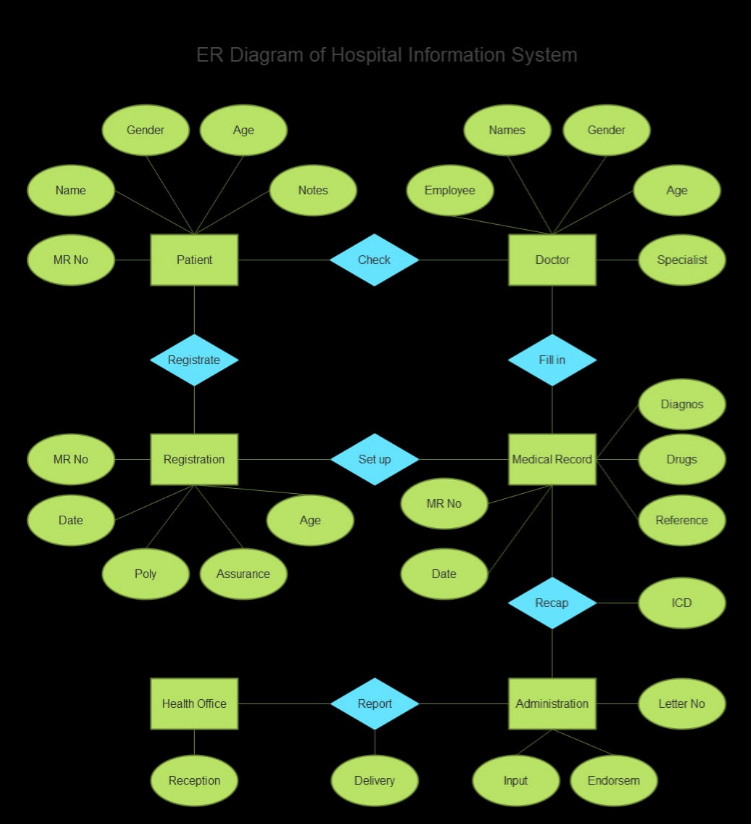 ER Diagram of Hospital Information System
Gender
Age
Names
Gender
Name
Notes
Employee
Age
MR No
Patient
Check
Doctor
Specialist
Registrate
Fill in
Diagnos
MR No
Registration
Set up
Medical Record
Drugs
MR No
Date
Age
Reference
Poly
Assurance
Date
Recap
ICD
Health Office
Report
Administration
Letter No
Reception
Delivery
Input
Endorsem